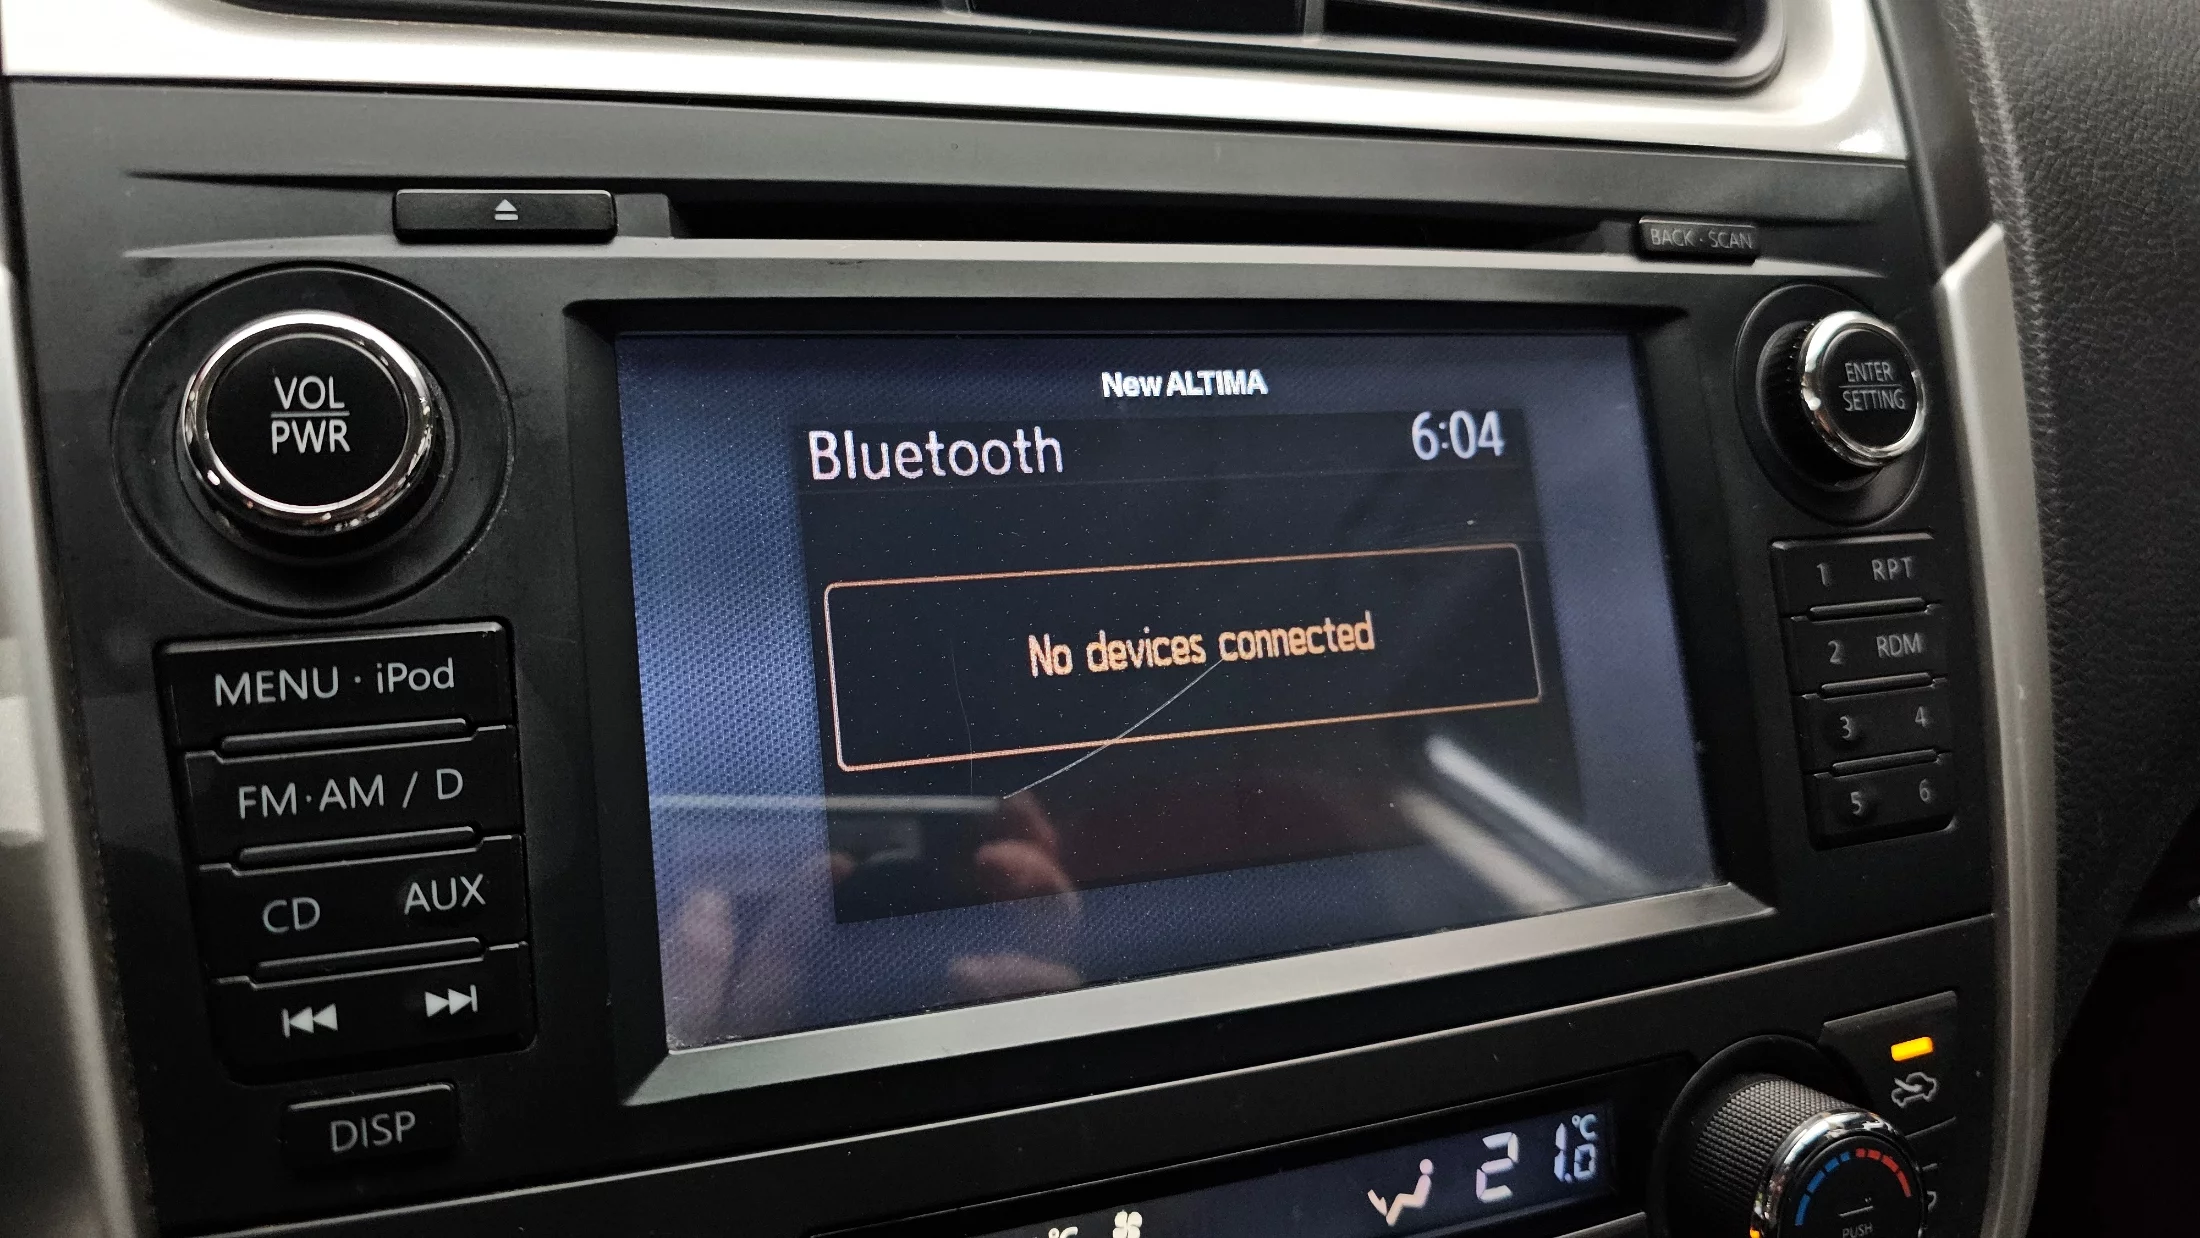 BACK · SCAN
VOL
PWR
New ALTIMA
Bluetooth 6:04
No devices connected
ENTER
SETTING
1 RPT
2 RDM
3 4
5 6
MENU · iPod
FM·AM / D
CD AUX
DISP
21.0 °C
°C
PUSH